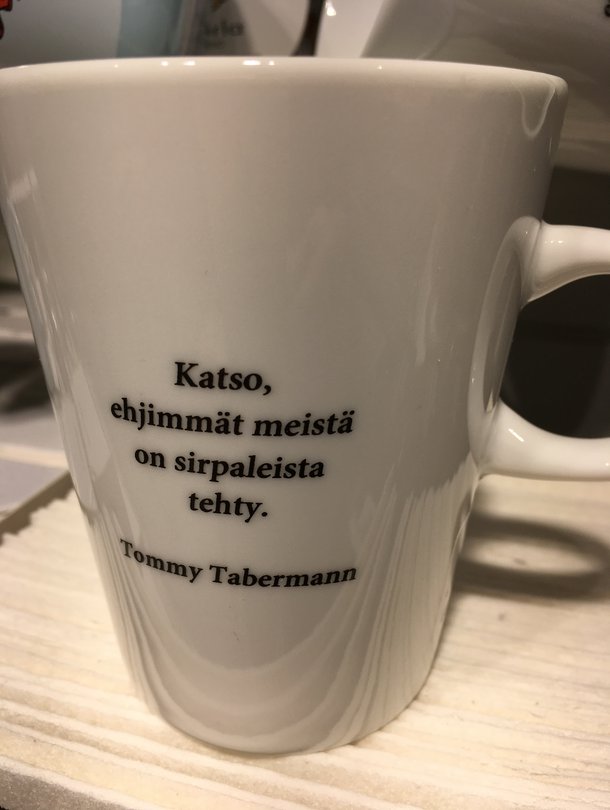 Katso,
ehjimmät meistä
on sirpaleista
tehty.
Tommy Tabermann